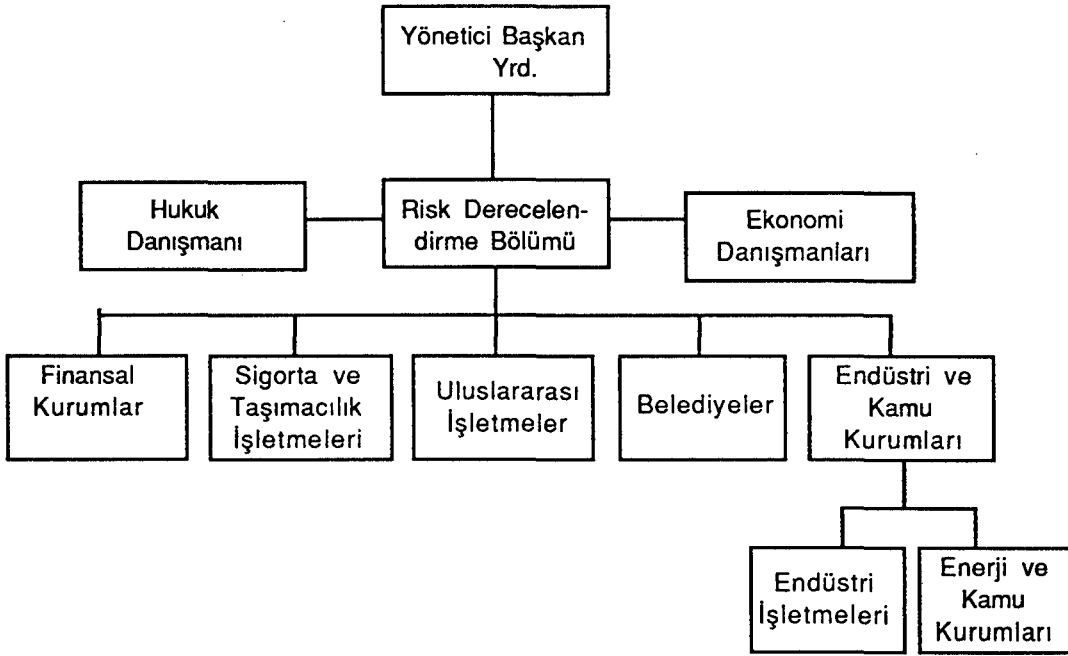 Yönetici Başkan
Yrd.
Hukuk
Danışmanı
Risk Derecelen-
dirme Bölümü
Ekonomi
Danışmanları
Finansal
Kurumlar
Sigorta ve
Taşımacılık
İşletmeleri
Uluslararası
İşletmeler
Belediyeler
Endüstri ve
Kamu
Kurumları
Endüstri
İşletmeleri
Enerji ve
Kamu
Kurumları